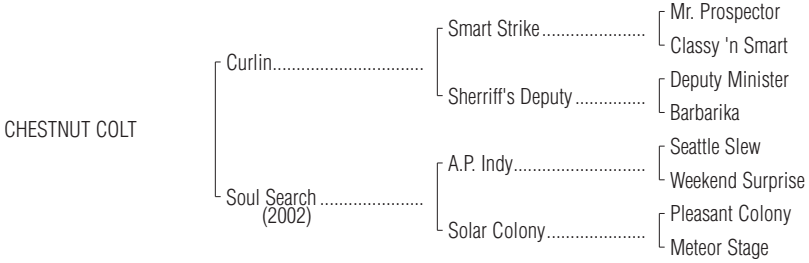 Mr. Prospector
Smart Strike......................
Classy 'n Smart
Curlin................................
Deputy Minister
Sherriff's Deputy ...............
Barbarika
CHESTNUT COLT
Seattle Slew
A.P. Indy............................
Weekend Surprise
Soul Search ......................
(2002)
Pleasant Colony
Solar Colony.....................
Meteor Stage